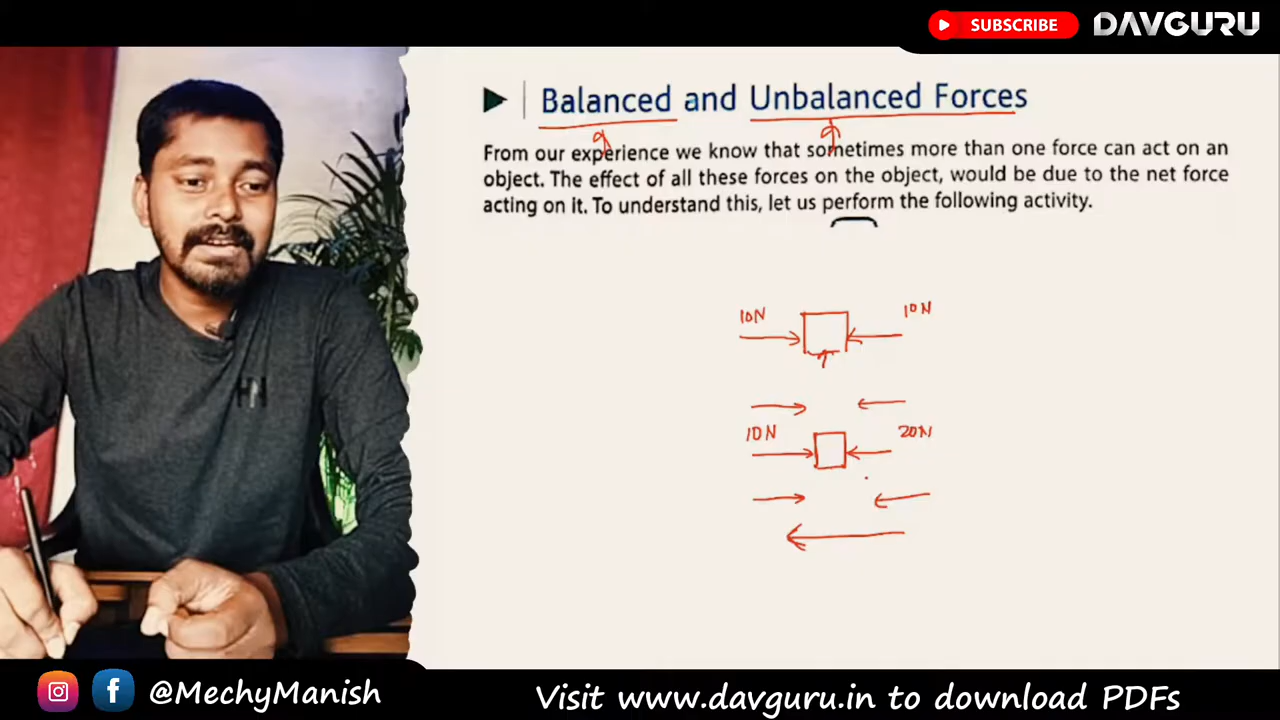 SUBSCRIBE DAVGURU
Balanced and Unbalanced Forces
From our experience we know that sometimes more than one force can act on an
object. The effect of all these forces on the object, would be due to the net force
acting on it. To understand this, let us perform the following activity.
10N 10N
10N 20N
HN
@MechyManish Visit www.davguru.in to download PDFs